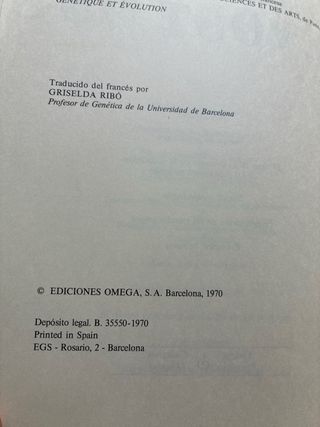 GÉNÉTIQUE ET ÉVOLUTION
SCIENCES ET DES ARTS, de
Traducido del francés por
GRISELDA RIBÓ
Profesor de Genética de la Universidad de Barcelona
© EDICIONES OMEGA, S. A. Barcelona, 1970
Depósito legal. B. 35550-1970
Printed in Spain
EGS - Rosario, 2 - Barcelona